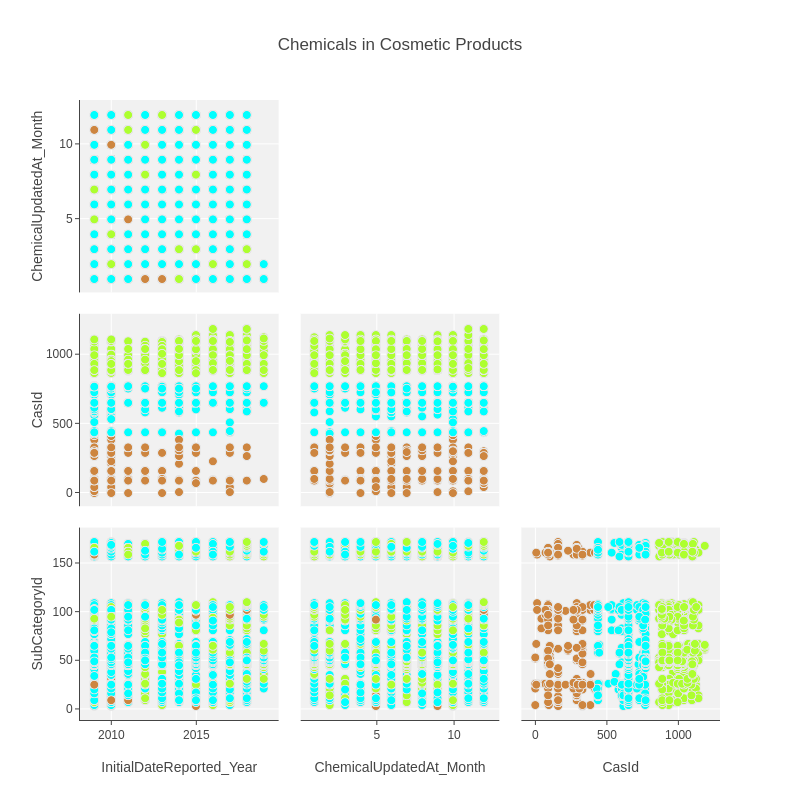 Chemicals in Cosmetic Products
ChemicalUpdatedAt_Month
10
5
CasId
1000
500
0
SubCategoryId
150
100
50
0
2010
2015
5
10
0
500
1000
InitialDateReported_Year
ChemicalUpdatedAt_Month
CasId